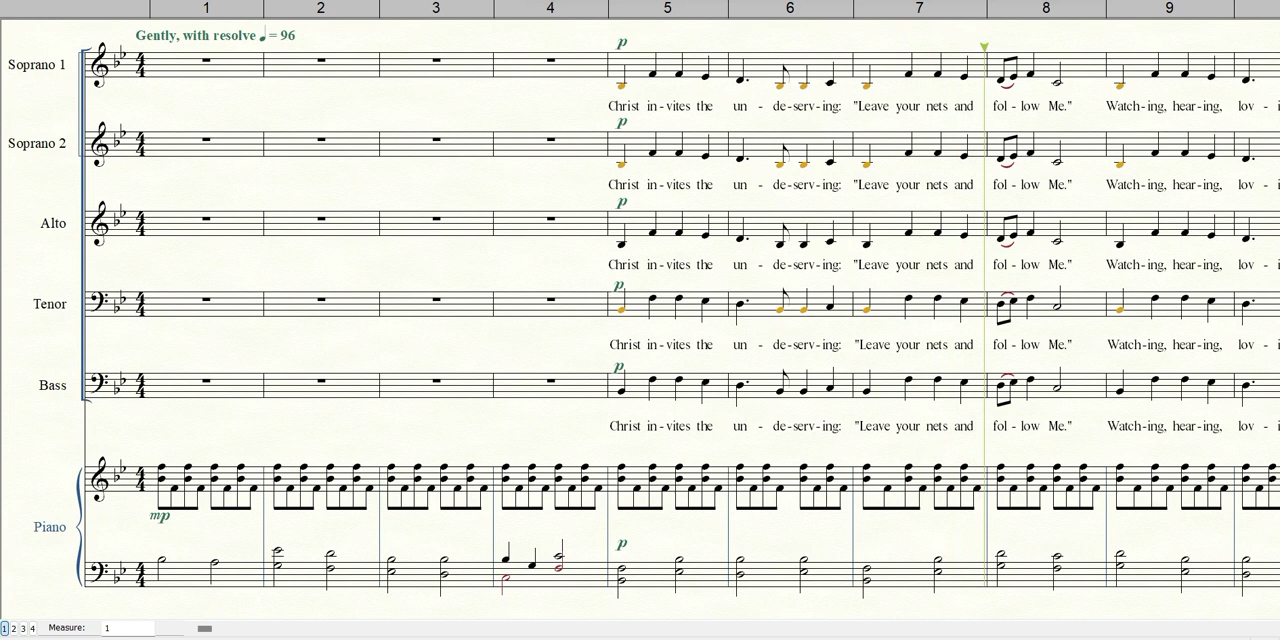 1 2 3 4 5 6 7 8 9
Gently, with resolve ♩ = 96
Soprano 1
p
Christ in - vites the un - de - serv - ing: "Leave your nets and fol - low Me." Watch - ing, hear - ing, lov - i
Soprano 2
p
Christ in - vites the un - de - serv - ing: "Leave your nets and fol - low Me." Watch - ing, hear - ing, lov - i
Alto
p
Christ in - vites the un - de - serv - ing: "Leave your nets and fol - low Me." Watch - ing, hear - ing, lov - i
Tenor
p
Christ in - vites the un - de - serv - ing: "Leave your nets and fol - low Me." Watch - ing, hear - ing, lov - i
Bass
p
Christ in - vites the un - de - serv - ing: "Leave your nets and fol - low Me." Watch - ing, hear - ing, lov - i
Piano
mp
p
1 2 3 4 Measure: 1